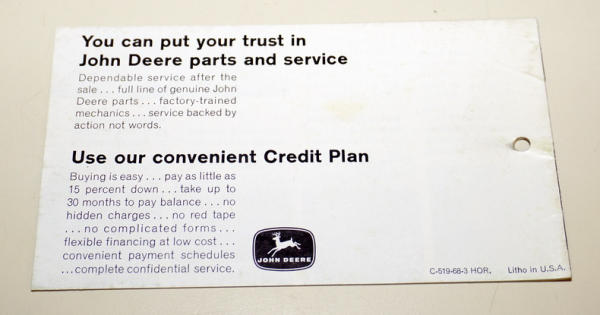 You can put your trust in
John Deere parts and service
Dependable service after the
sale . . . full line of genuine John
Deere parts . . . factory-trained
mechanics . . . service backed by
action not words.
Use our convenient Credit Plan
Buying is easy . . . pay as little as
15 percent down . . . take up to
30 months to pay balance . . . no
hidden charges . . . no red tape
. . . no complicated forms . . .
flexible financing at low cost . . .
convenient payment schedules
. . . complete confidential service.
JOHN DEERE
C-519-68-3 HOR. Litho in U.S.A.